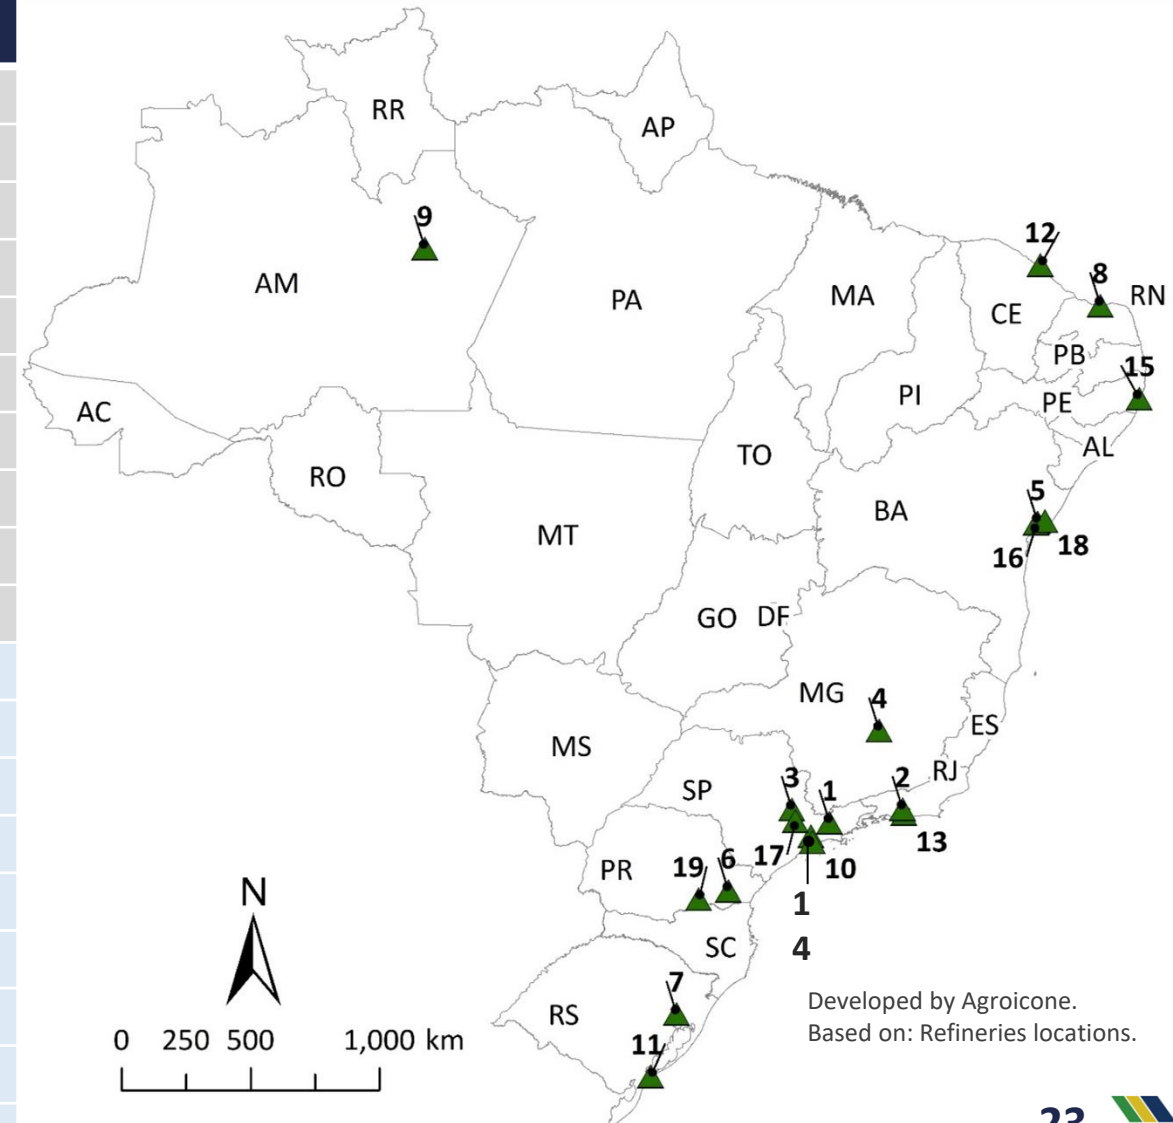 RR
AP
9
12
AM
PA
MA
CE
8
RN
PB
15
PI
PE
AC
TO
AL
RO
BA
5
MT
16
18
GO
DF
MG
4
ES
MS
RJ
SP
3
1
2
17
10
13
PR
19
6
1
4
N
SC
7
RS
11
0 250 500 1,000 km
Developed by Agroicone.
Based on: Refineries locations.
23